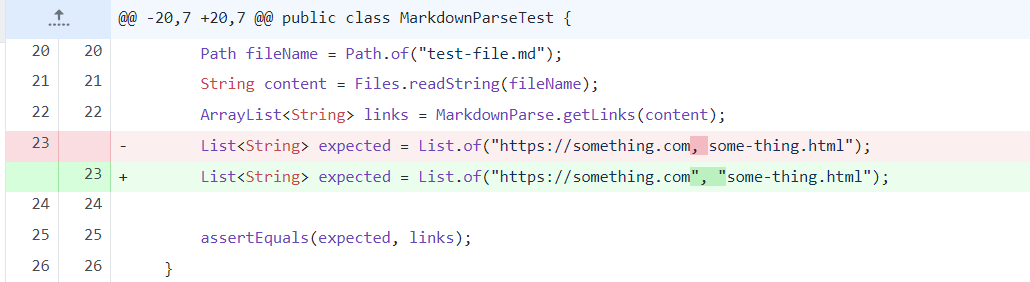 @@ -20,7 +20,7 @@ public class MarkdownParseTest {
20 20 Path fileName = Path.of("test-file.md");
21 21 String content = Files.readString(fileName);
22 22 ArrayList<String> links = MarkdownParse.getLinks(content);
23 - List<String> expected = List.of("https://something.com, some-thing.html");
23 + List<String> expected = List.of("https://something.com", "some-thing.html");
24 24
25 25 assertEquals(expected, links);
26 26 }